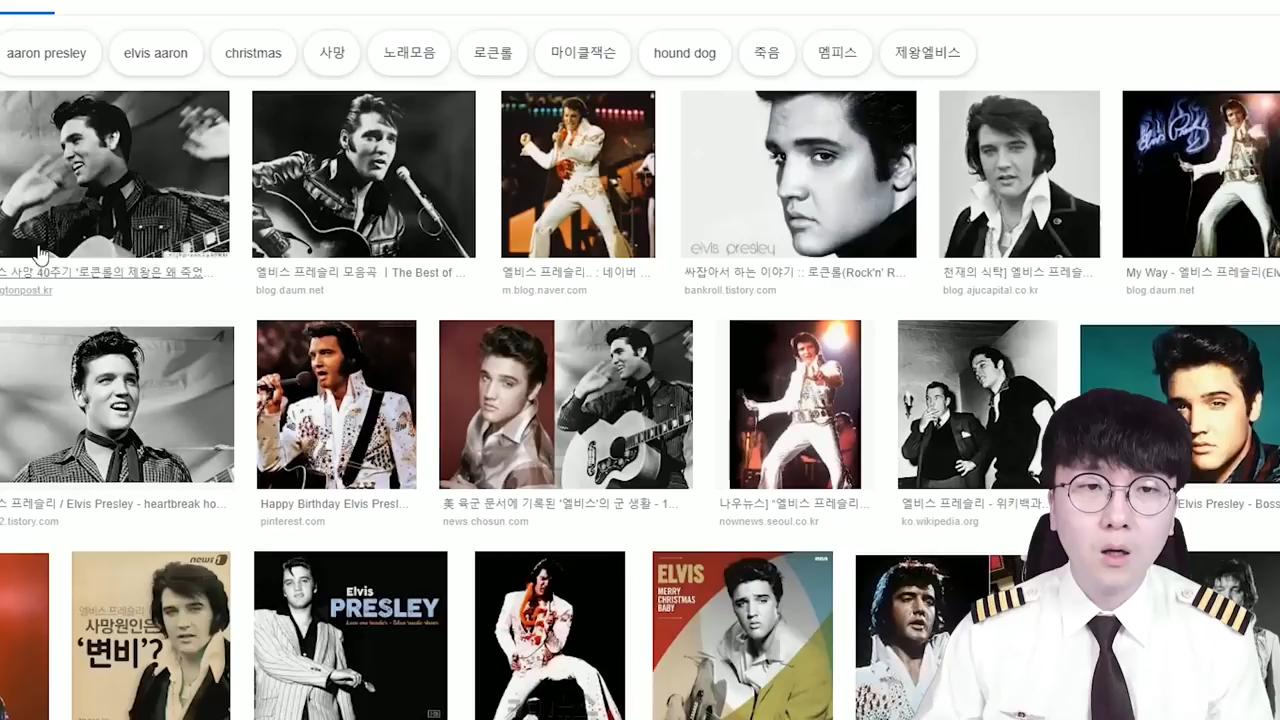 aaron presley
elvis aaron
christmas
사망
노래모음
로큰롤
마이클잭슨
hound dog
죽음
멤피스
제왕엘비스
elvis presley
스 사망 40주기 '로큰롤의 제왕은 왜 죽었...
gtonpost.kr
엘비스 프레슬리 모음곡 ㅣThe Best of ...
blog.daum.net
엘비스 프레슬리.. : 네이버 ...
m.blog.naver.com
싸잡아서 하는 이야기 :: 로큰롤(Rock'n' R...
bankroll.tistory.com
천재의 식탁] 엘비스 프레슬...
blog.ajucapital.co.kr
My Way - 엘비스 프레슬리(El
blog.daum.net
스 프레슬리 / Elvis Presley - heartbreak ho...
2.tistory.com
Happy Birthday Elvis Presl...
pinterest.com
美 육군 문서에 기록된 '엘비스'의 군 생활 - 1...
news.chosun.com
나우뉴스] "엘비스 프레슬리...
nownews.seoul.co.kr
엘비스 프레슬리 - 위키백과...
ko.wikipedia.org
Elvis Presley - Boss
news1
엘비스프레슬리
사망원인은
'변비'?
Elvis
PRESLEY
ELVIS
MERRY
CHRISTMAS
BABY
RCA